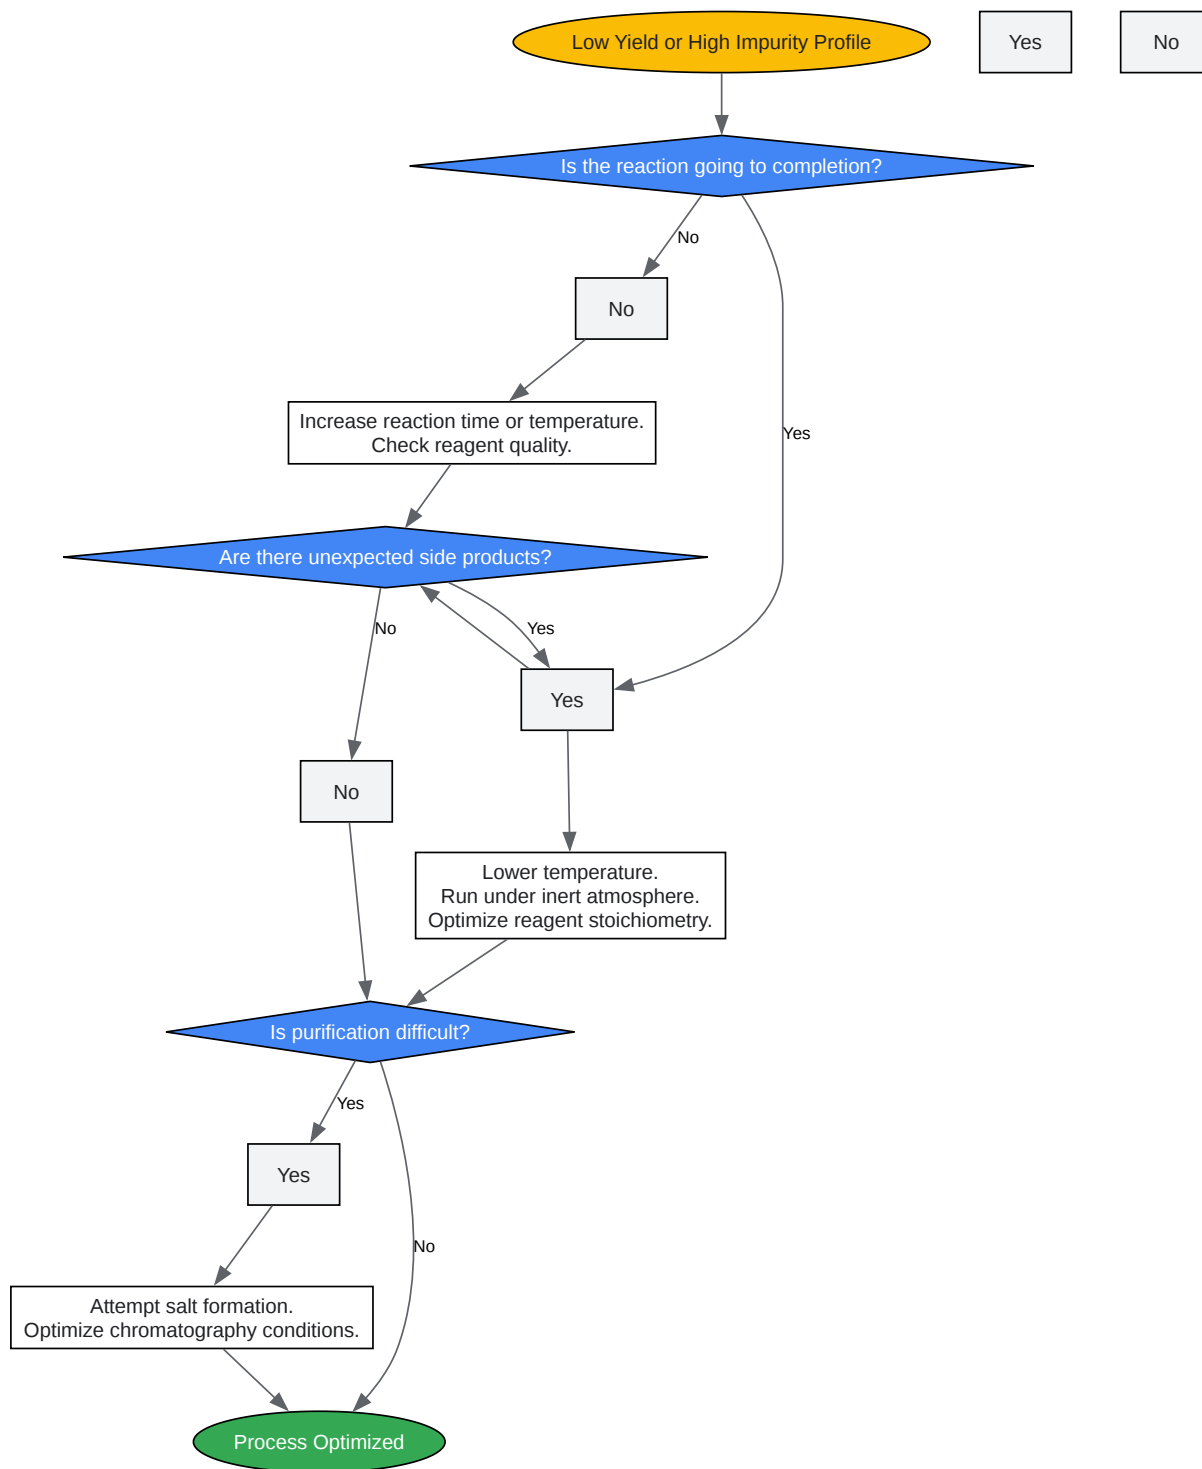 Low Yield or High Impurity Profile
Yes
No
Is the reaction going to completion?
No
No
Increase reaction time or temperature.
Check reagent quality.
Yes
Are there unexpected side products?
No
Yes
Yes
No
Lower temperature.
Run under inert atmosphere.
Optimize reagent stoichiometry.
Is purification difficult?
Yes
Yes
No
Attempt salt formation.
Optimize chromatography conditions.
Process Optimized